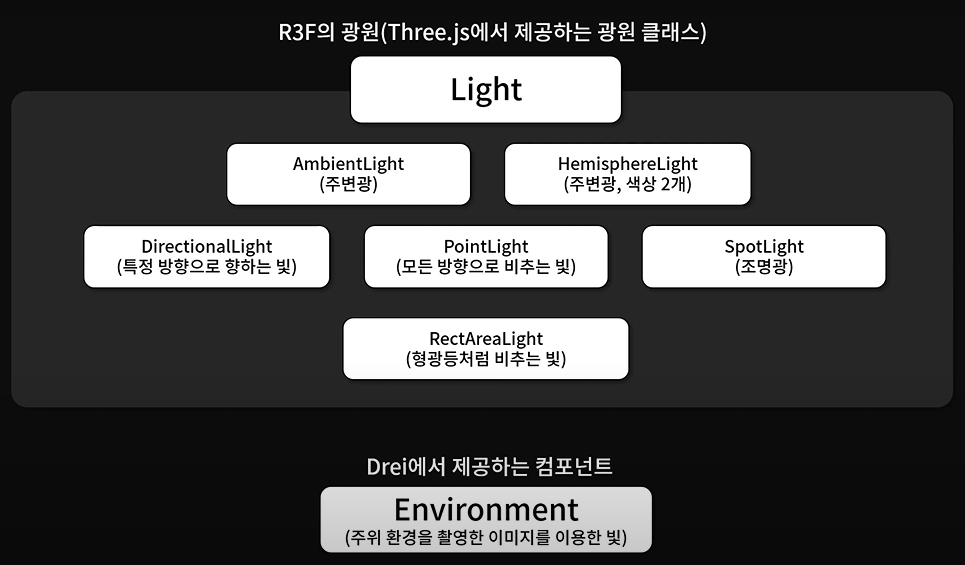 R3F의 광원(Three.js에서 제공하는 광원 클래스)
Light
AmbientLight
(주변광)
HemisphereLight
(주변광, 색상 2개)
DirectionalLight
(특정 방향으로 향하는 빛)
PointLight
(모든 방향으로 비추는 빛)
SpotLight
(조명광)
RectAreaLight
(형광등처럼 비추는 빛)
Drei에서 제공하는 컴포넌트
Environment
(주위 환경을 촬영한 이미지를 이용한 빛)